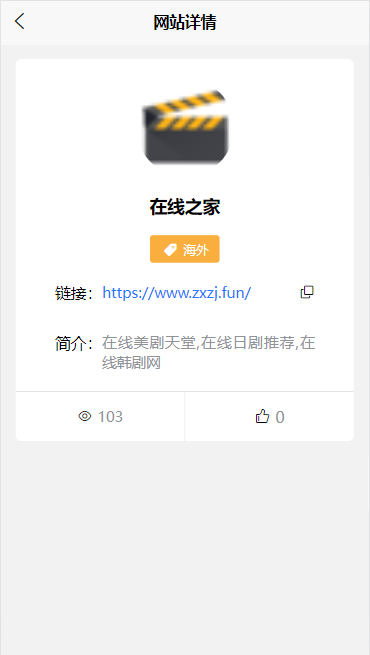 网站详情
在线之家
海外
链接：https://www.zxzj.fun/
简介：在线美剧天堂,在线日剧推荐,在
线韩剧网
103
0